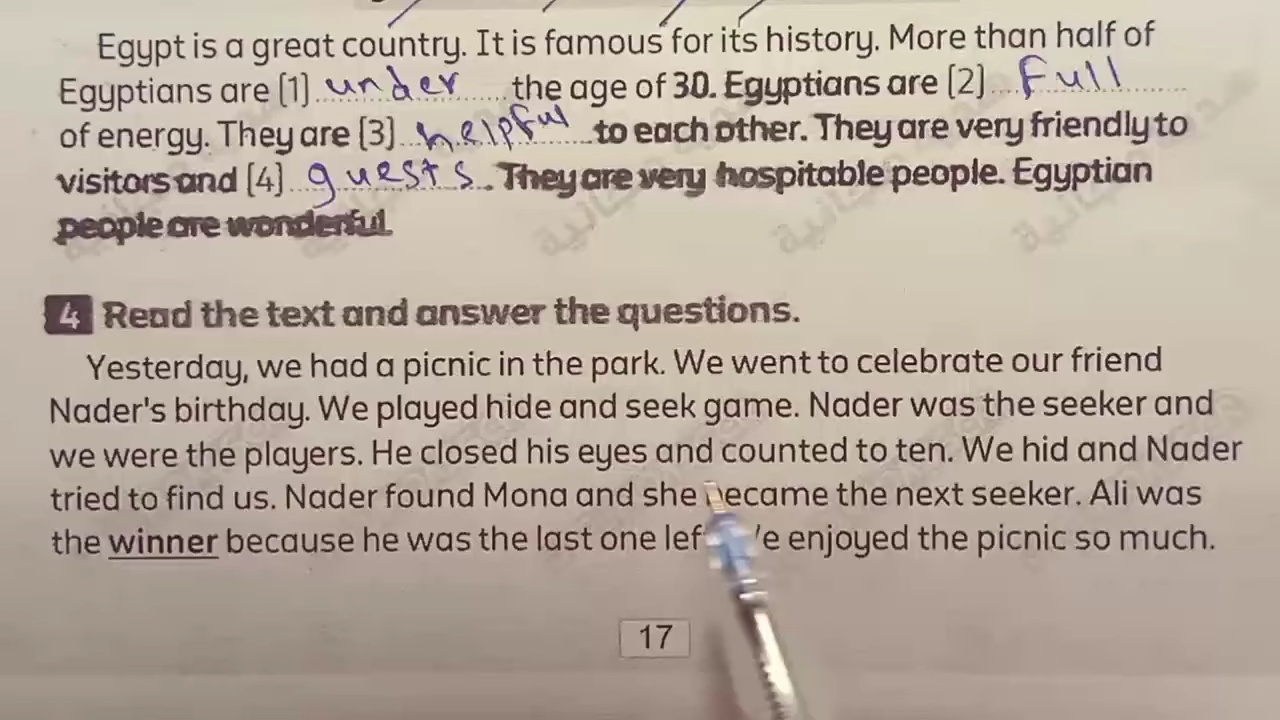 Egypt is a great country. It is famous for its history. More than half of
Egyptians are (1) under the age of 30. Egyptians are (2) Full
of energy. They are (3) helpful to each other. They are very friendly to
visitors and (4) guests. They are very hospitable people. Egyptian
people are wonderful.
4 Read the text and answer the questions.
Yesterday, we had a picnic in the park. We went to celebrate our friend
Nader's birthday. We played hide and seek game. Nader was the seeker and
we were the players. He closed his eyes and counted to ten. We hid and Nader
tried to find us. Nader found Mona and she became the next seeker. Ali was
the winner because he was the last one lef 'e enjoyed the picnic so much.
17